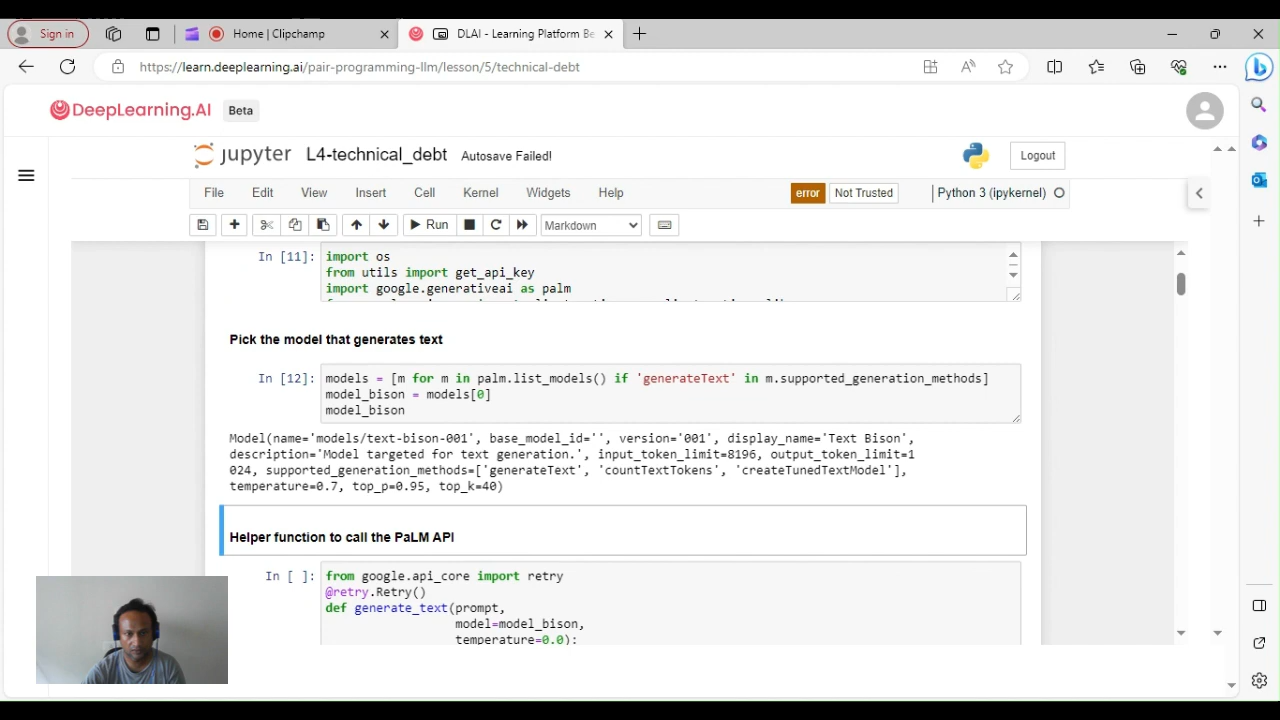 Sign in
Home | Clipchamp
DLAI - Learning Platform Be
https://learn.deeplearning.ai/pair-programming-llm/lesson/5/technical-debt
DeepLearning.AI Beta
jupyter L4-technical_debt Autosave Failed!
Logout
File Edit View Insert Cell Kernel Widgets Help
error Not Trusted Python 3 (ipykernel)
Run Markdown
In [11]: import os
from utils import get_api_key
import google.generativeai as palm
Pick the model that generates text
In [12]: models = [m for m in palm.list_models() if 'generateText' in m.supported_generation_methods]
model_bison = models[0]
model_bison
Model(name='models/text-bison-001', base_model_id='', version='001', display_name='Text Bison',
description='Model targeted for text generation.', input_token_limit=8196, output_token_limit=1
024, supported_generation_methods=['generateText', 'countTextTokens', 'createTunedTextModel'],
temperature=0.7, top_p=0.95, top_k=40)
Helper function to call the PaLM API
In [ ]: from google.api_core import retry
@retry.Retry()
def generate_text(prompt,
model=model_bison,
temperature=0.0):